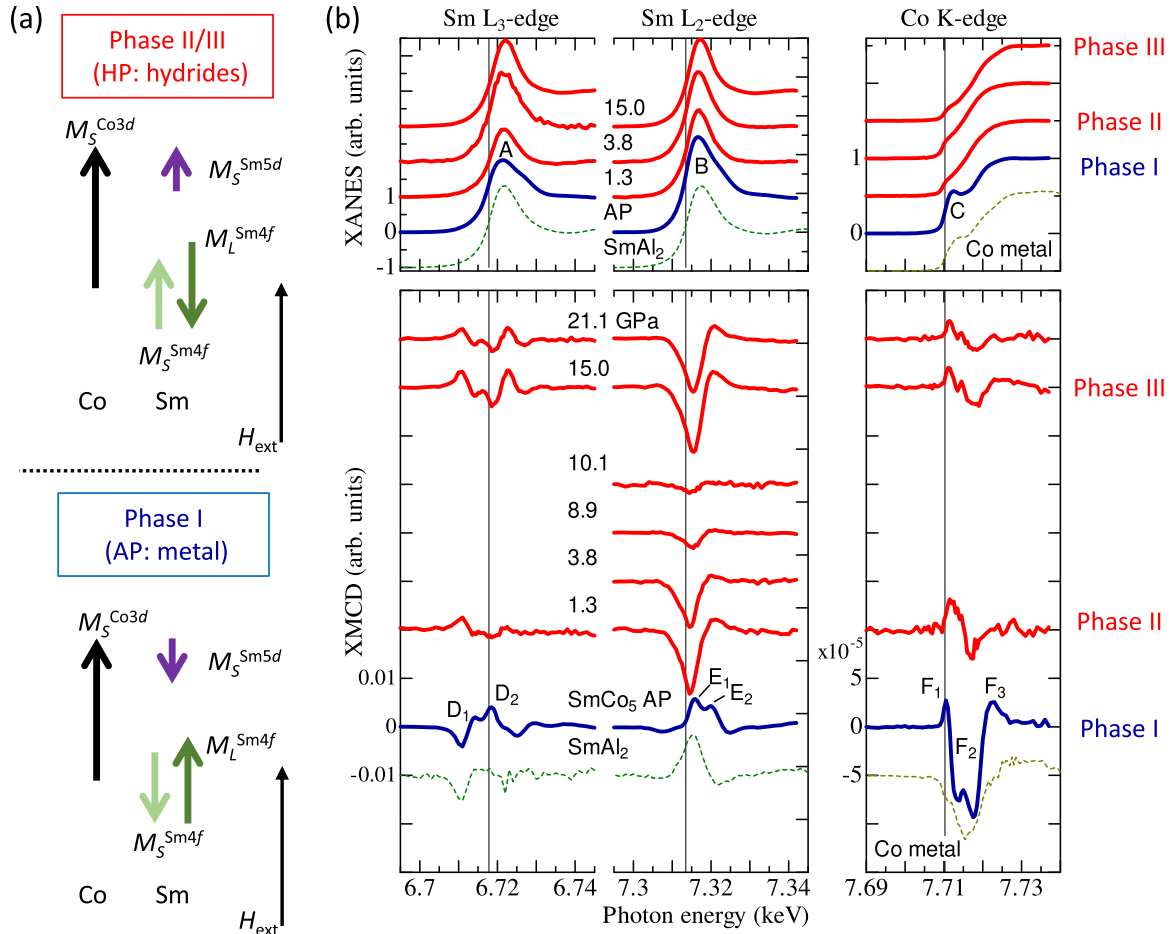 (a)
Phase II/III
(HP: hydrides)
M_S^Co3d
M_S^Sm5d
M_L^Sm4f
M_S^Sm4f
Co Sm
H_ext
Phase I
(AP: metal)
M_S^Co3d
M_S^Sm5d
M_L^Sm4f
M_S^Sm4f
Co Sm
H_ext
(b)
Sm L₃-edge Sm L₂-edge Co K-edge
XANES (arb. units)
1
0
-1
A
15.0
3.8
1.3
AP
SmAl₂
B
1
0
C
Co metal
Phase III
Phase II
Phase I
XMCD (arb. units)
21.1 GPa
15.0
10.1
8.9
3.8
1.3
0.01
0
-0.01
D₁ D₂
SmCo₅ AP
SmAl₂
E₁
E₂
x10⁻⁵
5
0
-5
F₁ F₃
F₂
Co metal
Phase III
Phase II
Phase I
6.7 6.72 6.74 7.3 7.32 7.34 7.69 7.71 7.73
Photon energy (keV)